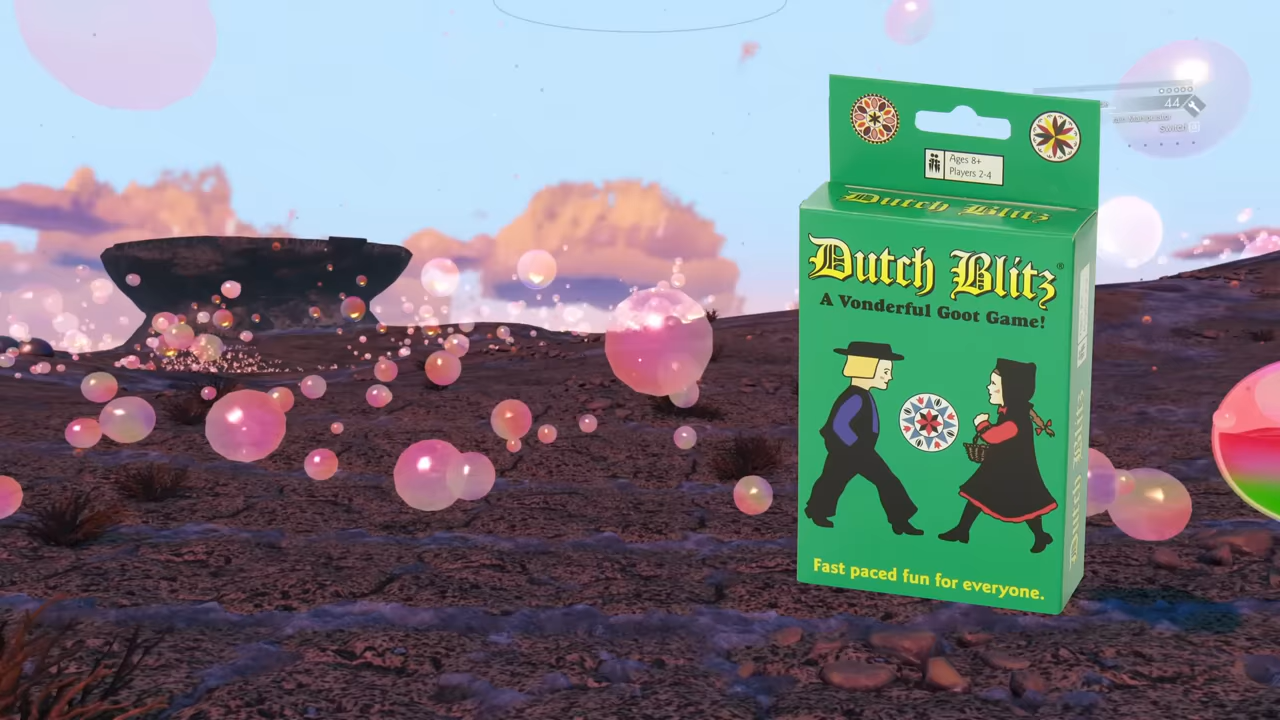 Ages 8+
Players 2-4
Dutch Blitz
Dutch Blitz®
A Vonderful Goot Game!
Fast paced fun for everyone.
Dutch Blitz
44